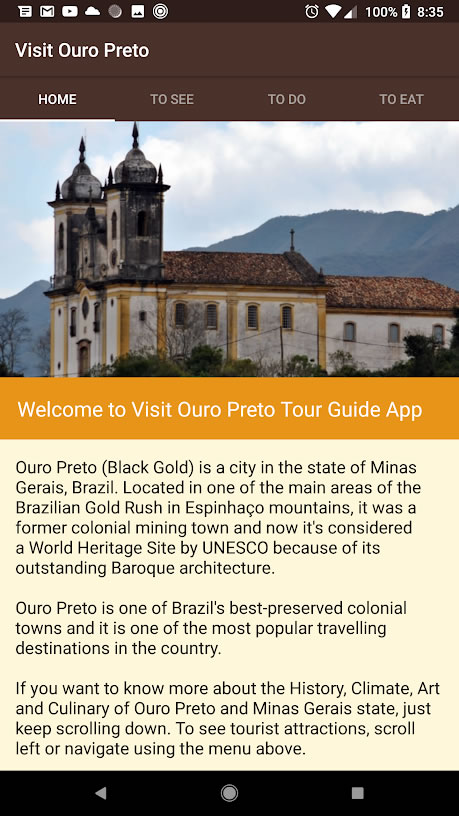 100% 8:35
Visit Ouro Preto
HOME TO SEE TO DO TO EAT
Welcome to Visit Ouro Preto Tour Guide App
Ouro Preto (Black Gold) is a city in the state of Minas
Gerais, Brazil. Located in one of the main areas of the
Brazilian Gold Rush in Espinhaço mountains, it was a
former colonial mining town and now it's considered
a World Heritage Site by UNESCO because of its
outstanding Baroque architecture.
Ouro Preto is one of Brazil's best-preserved colonial
towns and it is one of the most popular travelling
destinations in the country.
If you want to know more about the History, Climate, Art
and Culinary of Ouro Preto and Minas Gerais state, just
keep scrolling down. To see tourist attractions, scroll
left or navigate using the menu above.